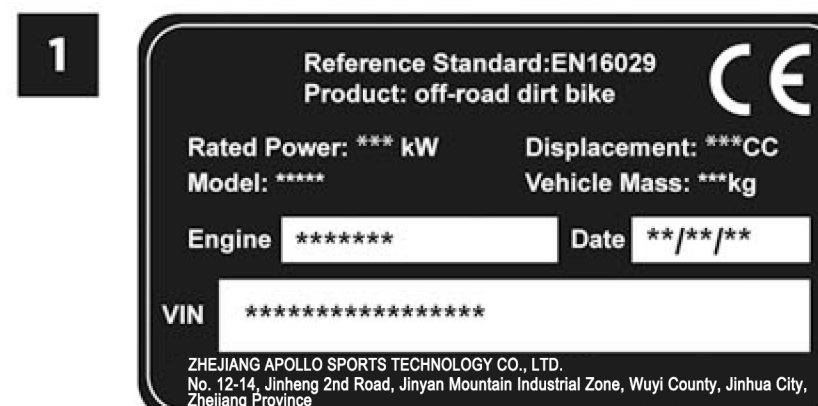 1
Reference Standard:EN16029
Product: off-road dirt bike
CE
Rated Power: *** kW Displacement: ***CC
Model: ***** Vehicle Mass: ***kg
Engine ******* Date **/**/**
VIN *****************
ZHEJIANG APOLLO SPORTS TECHNOLOGY CO., LTD.
No. 12-14, Jinheng 2nd Road, Jinyan Mountain Industrial Zone, Wuyi County, Jinhua City,
Zhejiang Province